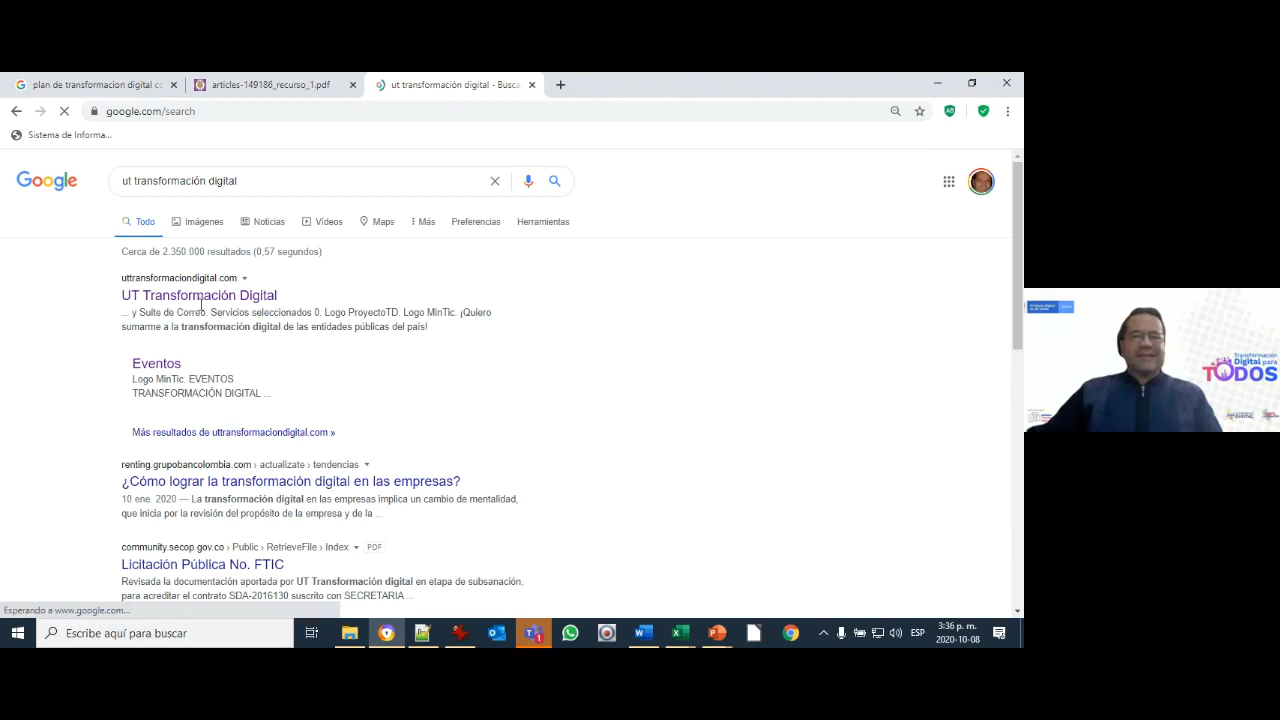 plan de transformacion digital co
articles-149186_recurso_1.pdf
ut transformación digital - Busca
google.com/search
Sistema de Informa...
Google
ut transformación digital
Todo
Imágenes
Noticias
Vídeos
Maps
Más
Preferencias
Herramientas
Cerca de 2.350.000 resultados (0,57 segundos)
uttransformaciondigital.com
UT Transformación Digital
... y Suite de Correo. Servicios seleccionados 0. Logo ProyectoTD. Logo MinTic. ¡Quiero
sumarme a la transformación digital de las entidades públicas del país!
Eventos
Logo MinTic. EVENTOS
TRANSFORMACIÓN DIGITAL ...
Más resultados de uttransformaciondigital.com »
renting.grupobancolombia.com › actualizate › tendencias
¿Cómo lograr la transformación digital en las empresas?
10 ene. 2020 — La transformación digital en las empresas implica un cambio de mentalidad,
que inicia por la revisión del propósito de la empresa y de la ...
community.secop.gov.co › Public › RetrieveFile › Index
PDF
Licitación Pública No. FTIC
Revisada la documentación aportada por UT Transformación digital en etapa de subsanación,
para acreditar el contrato SDA-2016130 suscrito con SECRETARIA ...
Esperando a www.google.com...
Escribe aquí para buscar
1
ESP
3:36 p. m.
2020-10-08
Transformación
Digital para
TODOS